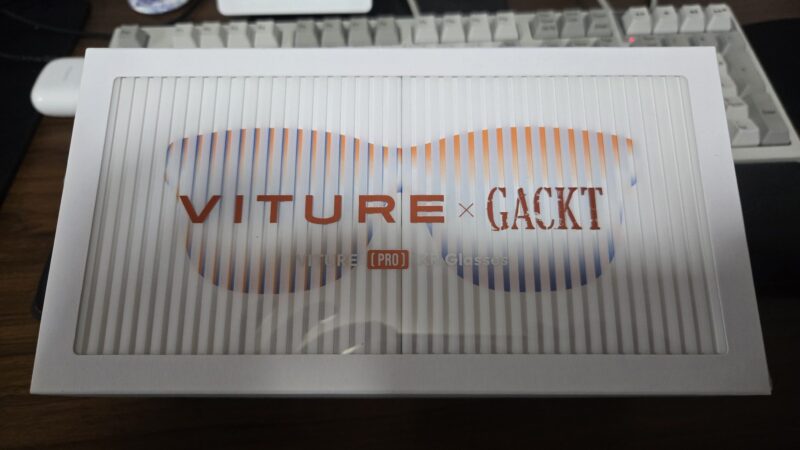 VITURE × GACKT
VITURE [PRO] XR Glasses